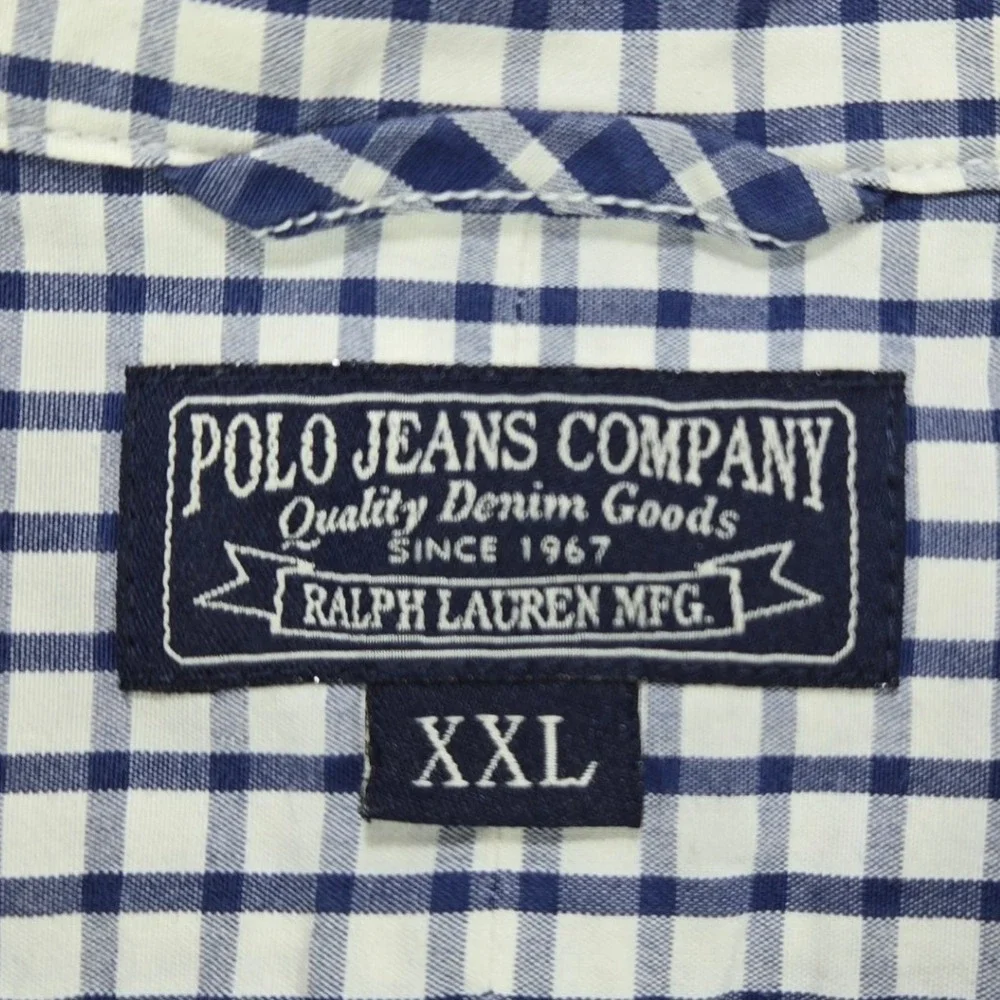 POLO JEANS COMPANY
Quality Denim Goods
SINCE 1967
RALPH LAUREN MFG.
XXL